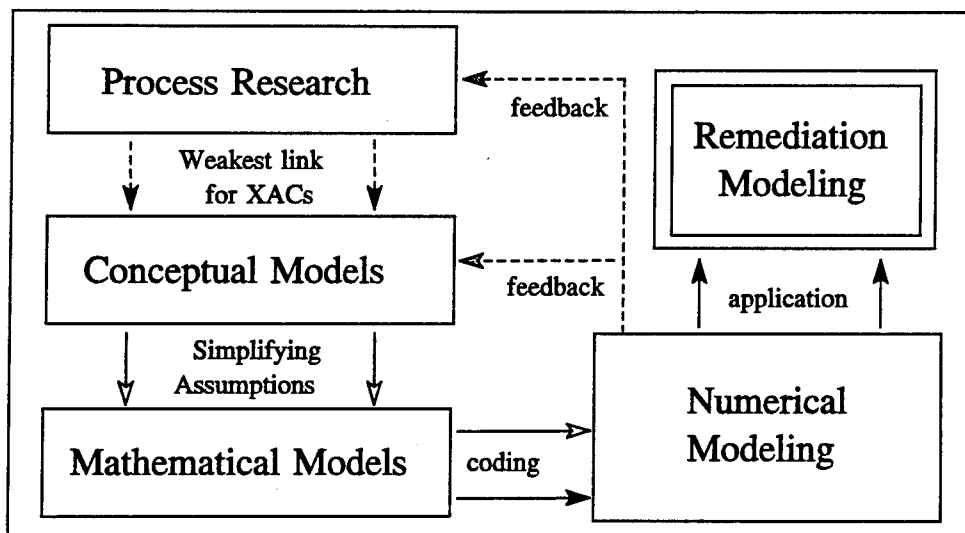 Process Research
feedback
Weakest link
for XACs
Remediation
Modeling
Conceptual Models
feedback
application
Simplifying
Assumptions
Numerical
Modeling
Mathematical Models
coding